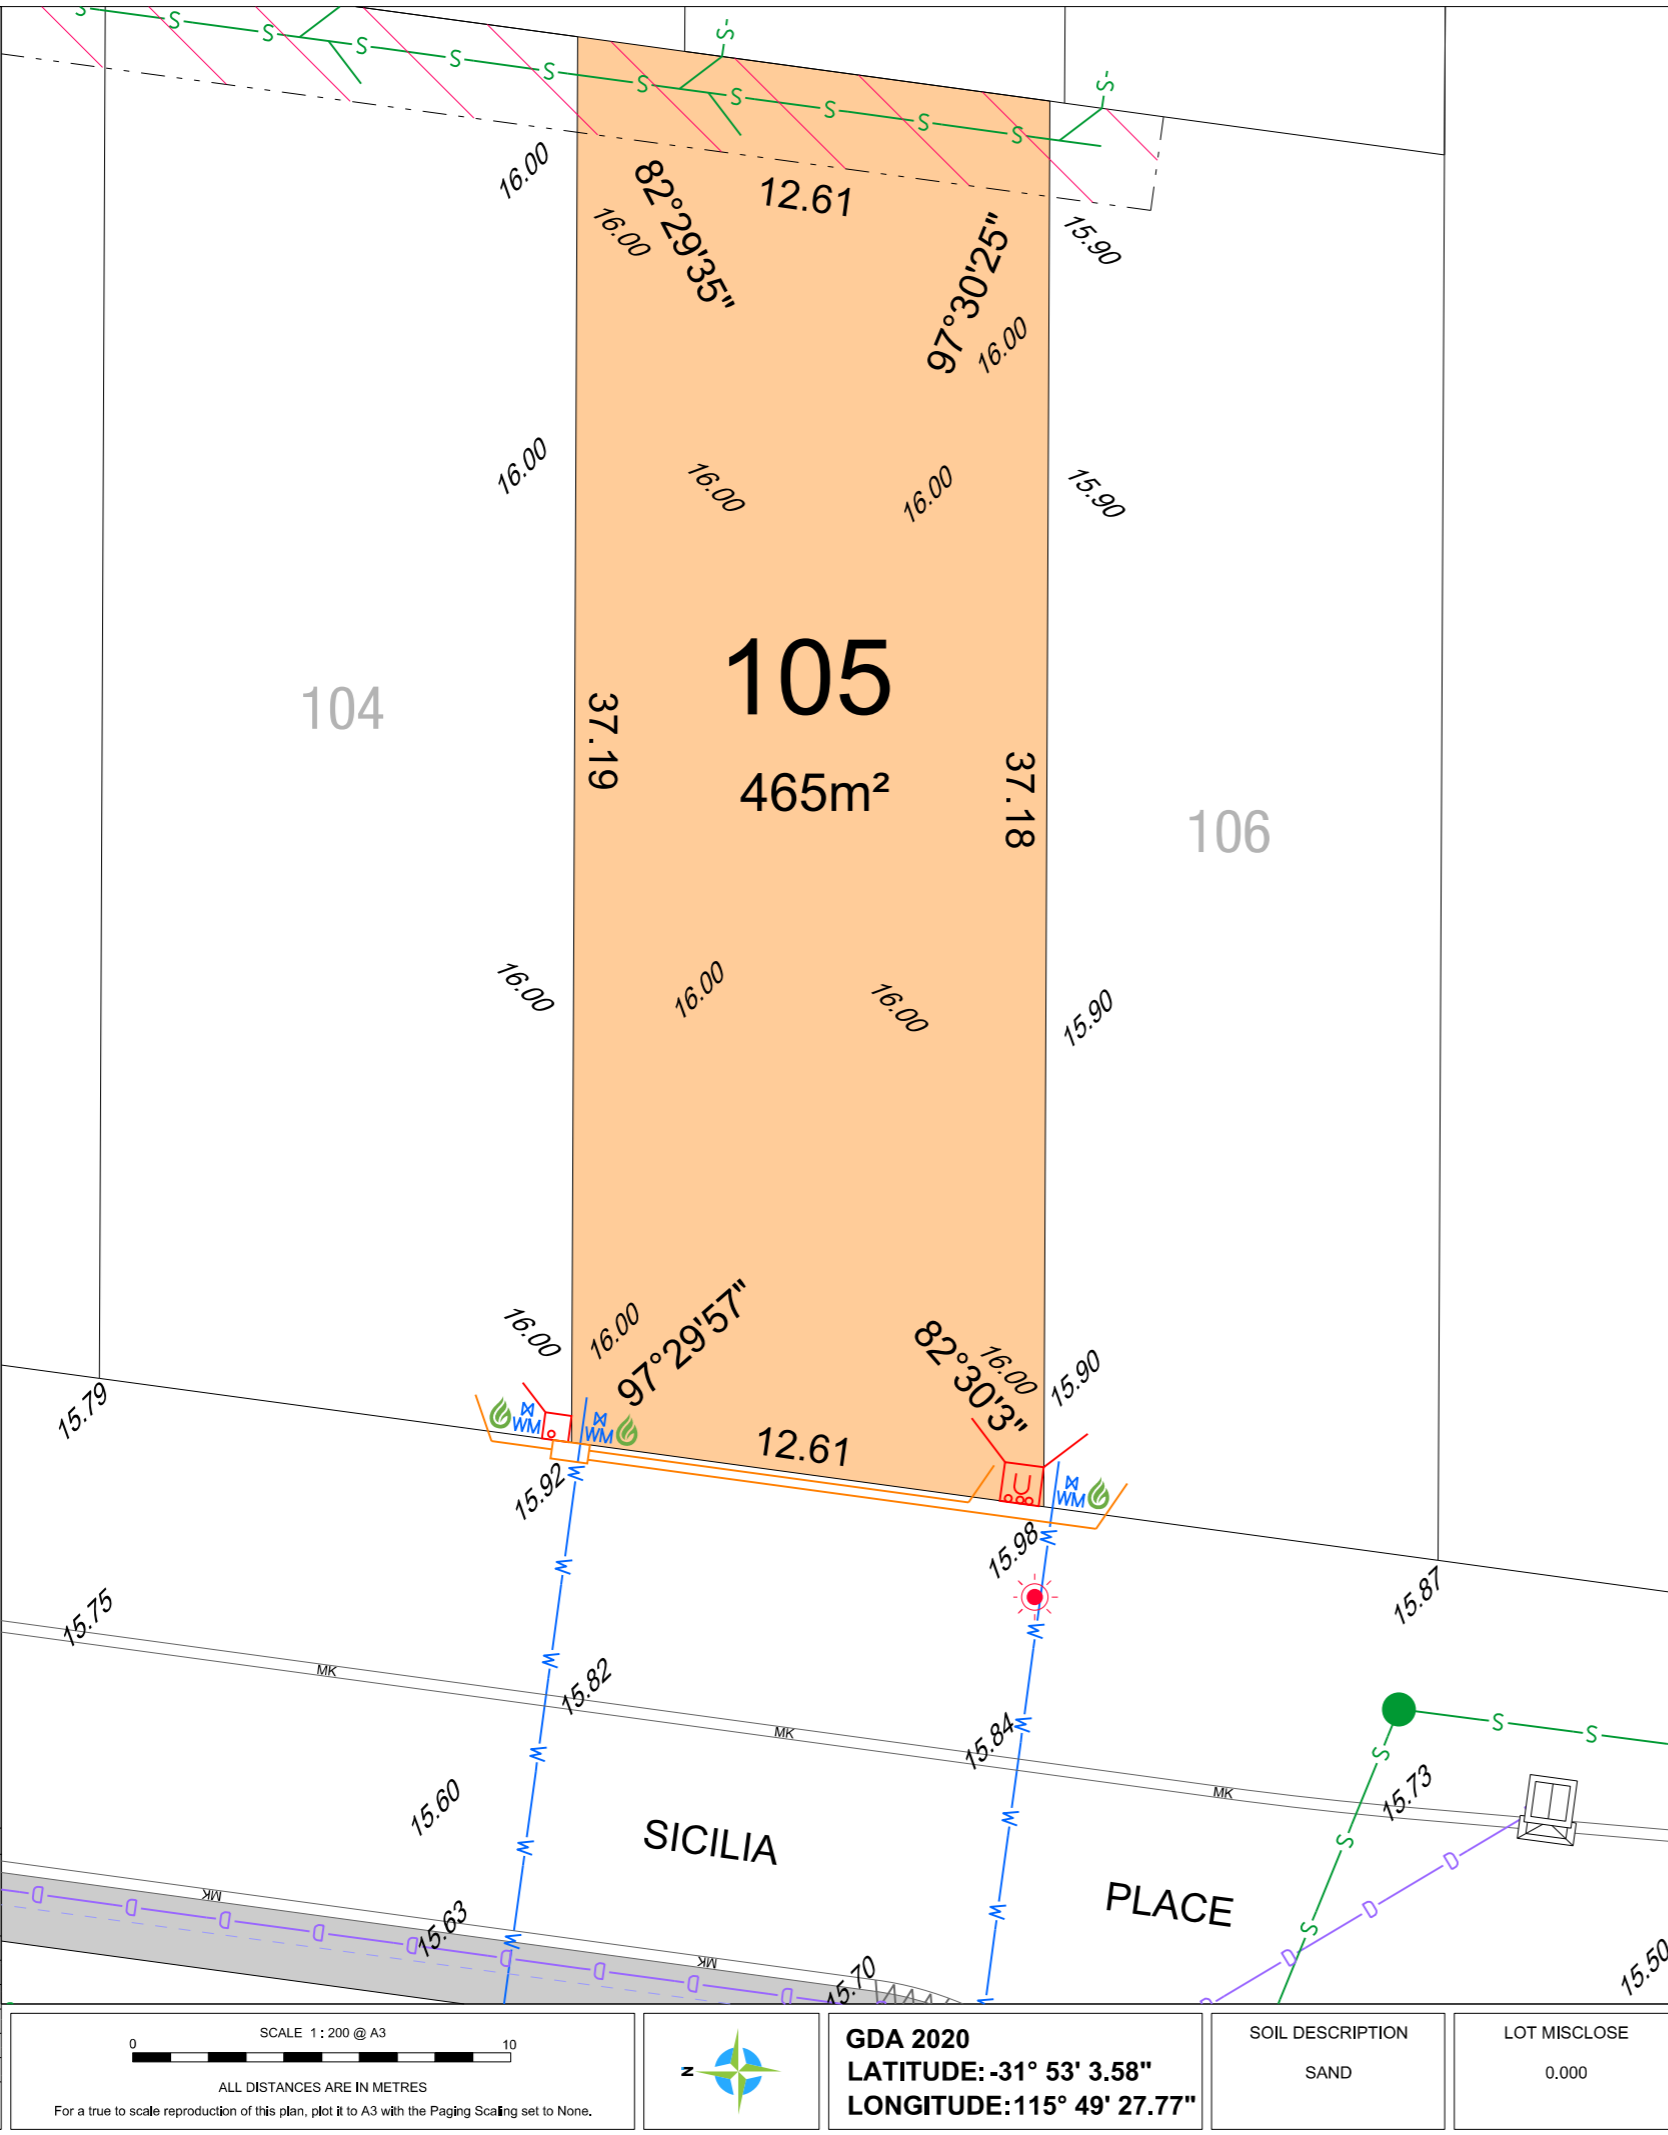 S S S S S S S S S S S
S-
S-
16.00
82°29'35"
12.61
16.00
97°30'25"
15.90
16.00
16.00
16.00
16.00
15.90
105
104
37.19
465m²
37.18
106
16.00
16.00
16.00
15.90
16.00
16.00
97°29'57"
82°30'3"
16.00
15.90
15.79
WM
WM
12.61
U
WM
15.92
W
15.98
W
W
15.87
15.75
W
W
MK
15.82
MK
15.84
W
MK
15.73
S S
S
W
15.60
W
SICILIA
W
S
D
PLACE
W
D
S
MK
D D D D D D D D D
15.63
W
MK
15.70
W
D
15.50
SCALE 1 : 200 @ A3
0 10
ALL DISTANCES ARE IN METRES
For a true to scale reproduction of this plan, plot it to A3 with the Paging Scaling set to None.
N
GDA 2020
LATITUDE: -31° 53' 3.58"
LONGITUDE: 115° 49' 27.77"
SOIL DESCRIPTION
SAND
LOT MISCLOSE
0.000